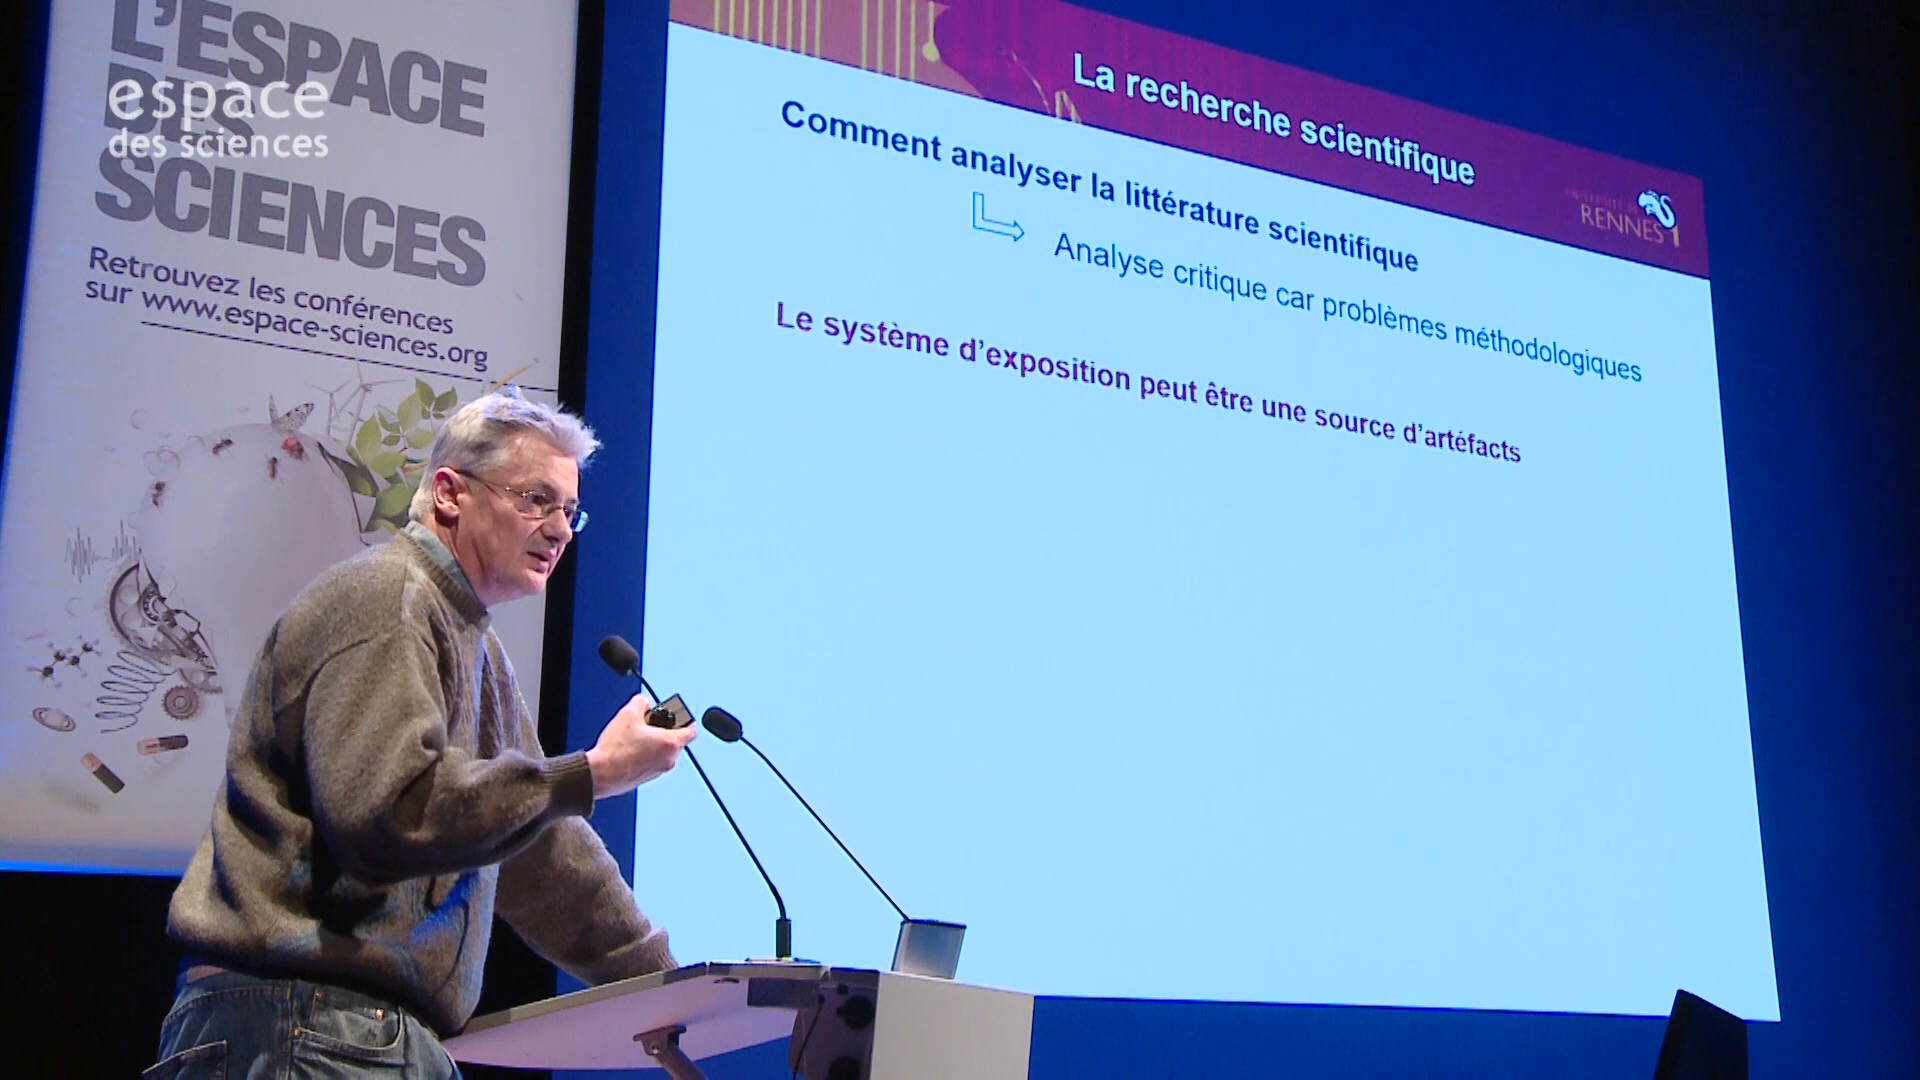 L'ESPACE
DES
SCIENCES
espace
des sciences
Retrouvez les conférences
sur www.espace-sciences.org
La recherche scientifique
RENNES 1
Comment analyser la littérature scientifique
Analyse critique car problèmes méthodologiques
Le système d'exposition peut être une source d'artéfacts